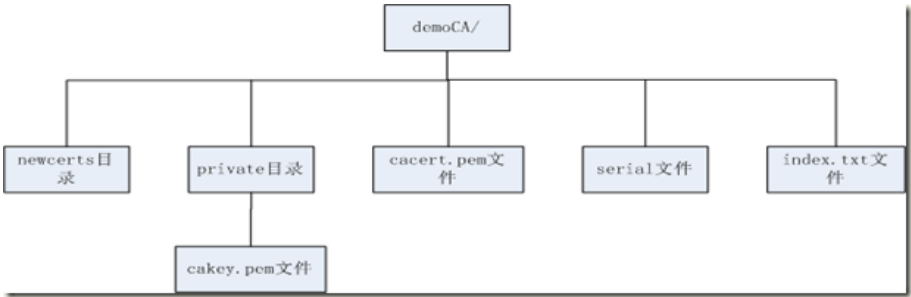 demoCA/
newcerts目
录
private目录
cacert.pem文
件
serial文件
index.txt文
件
cakey.pem文件